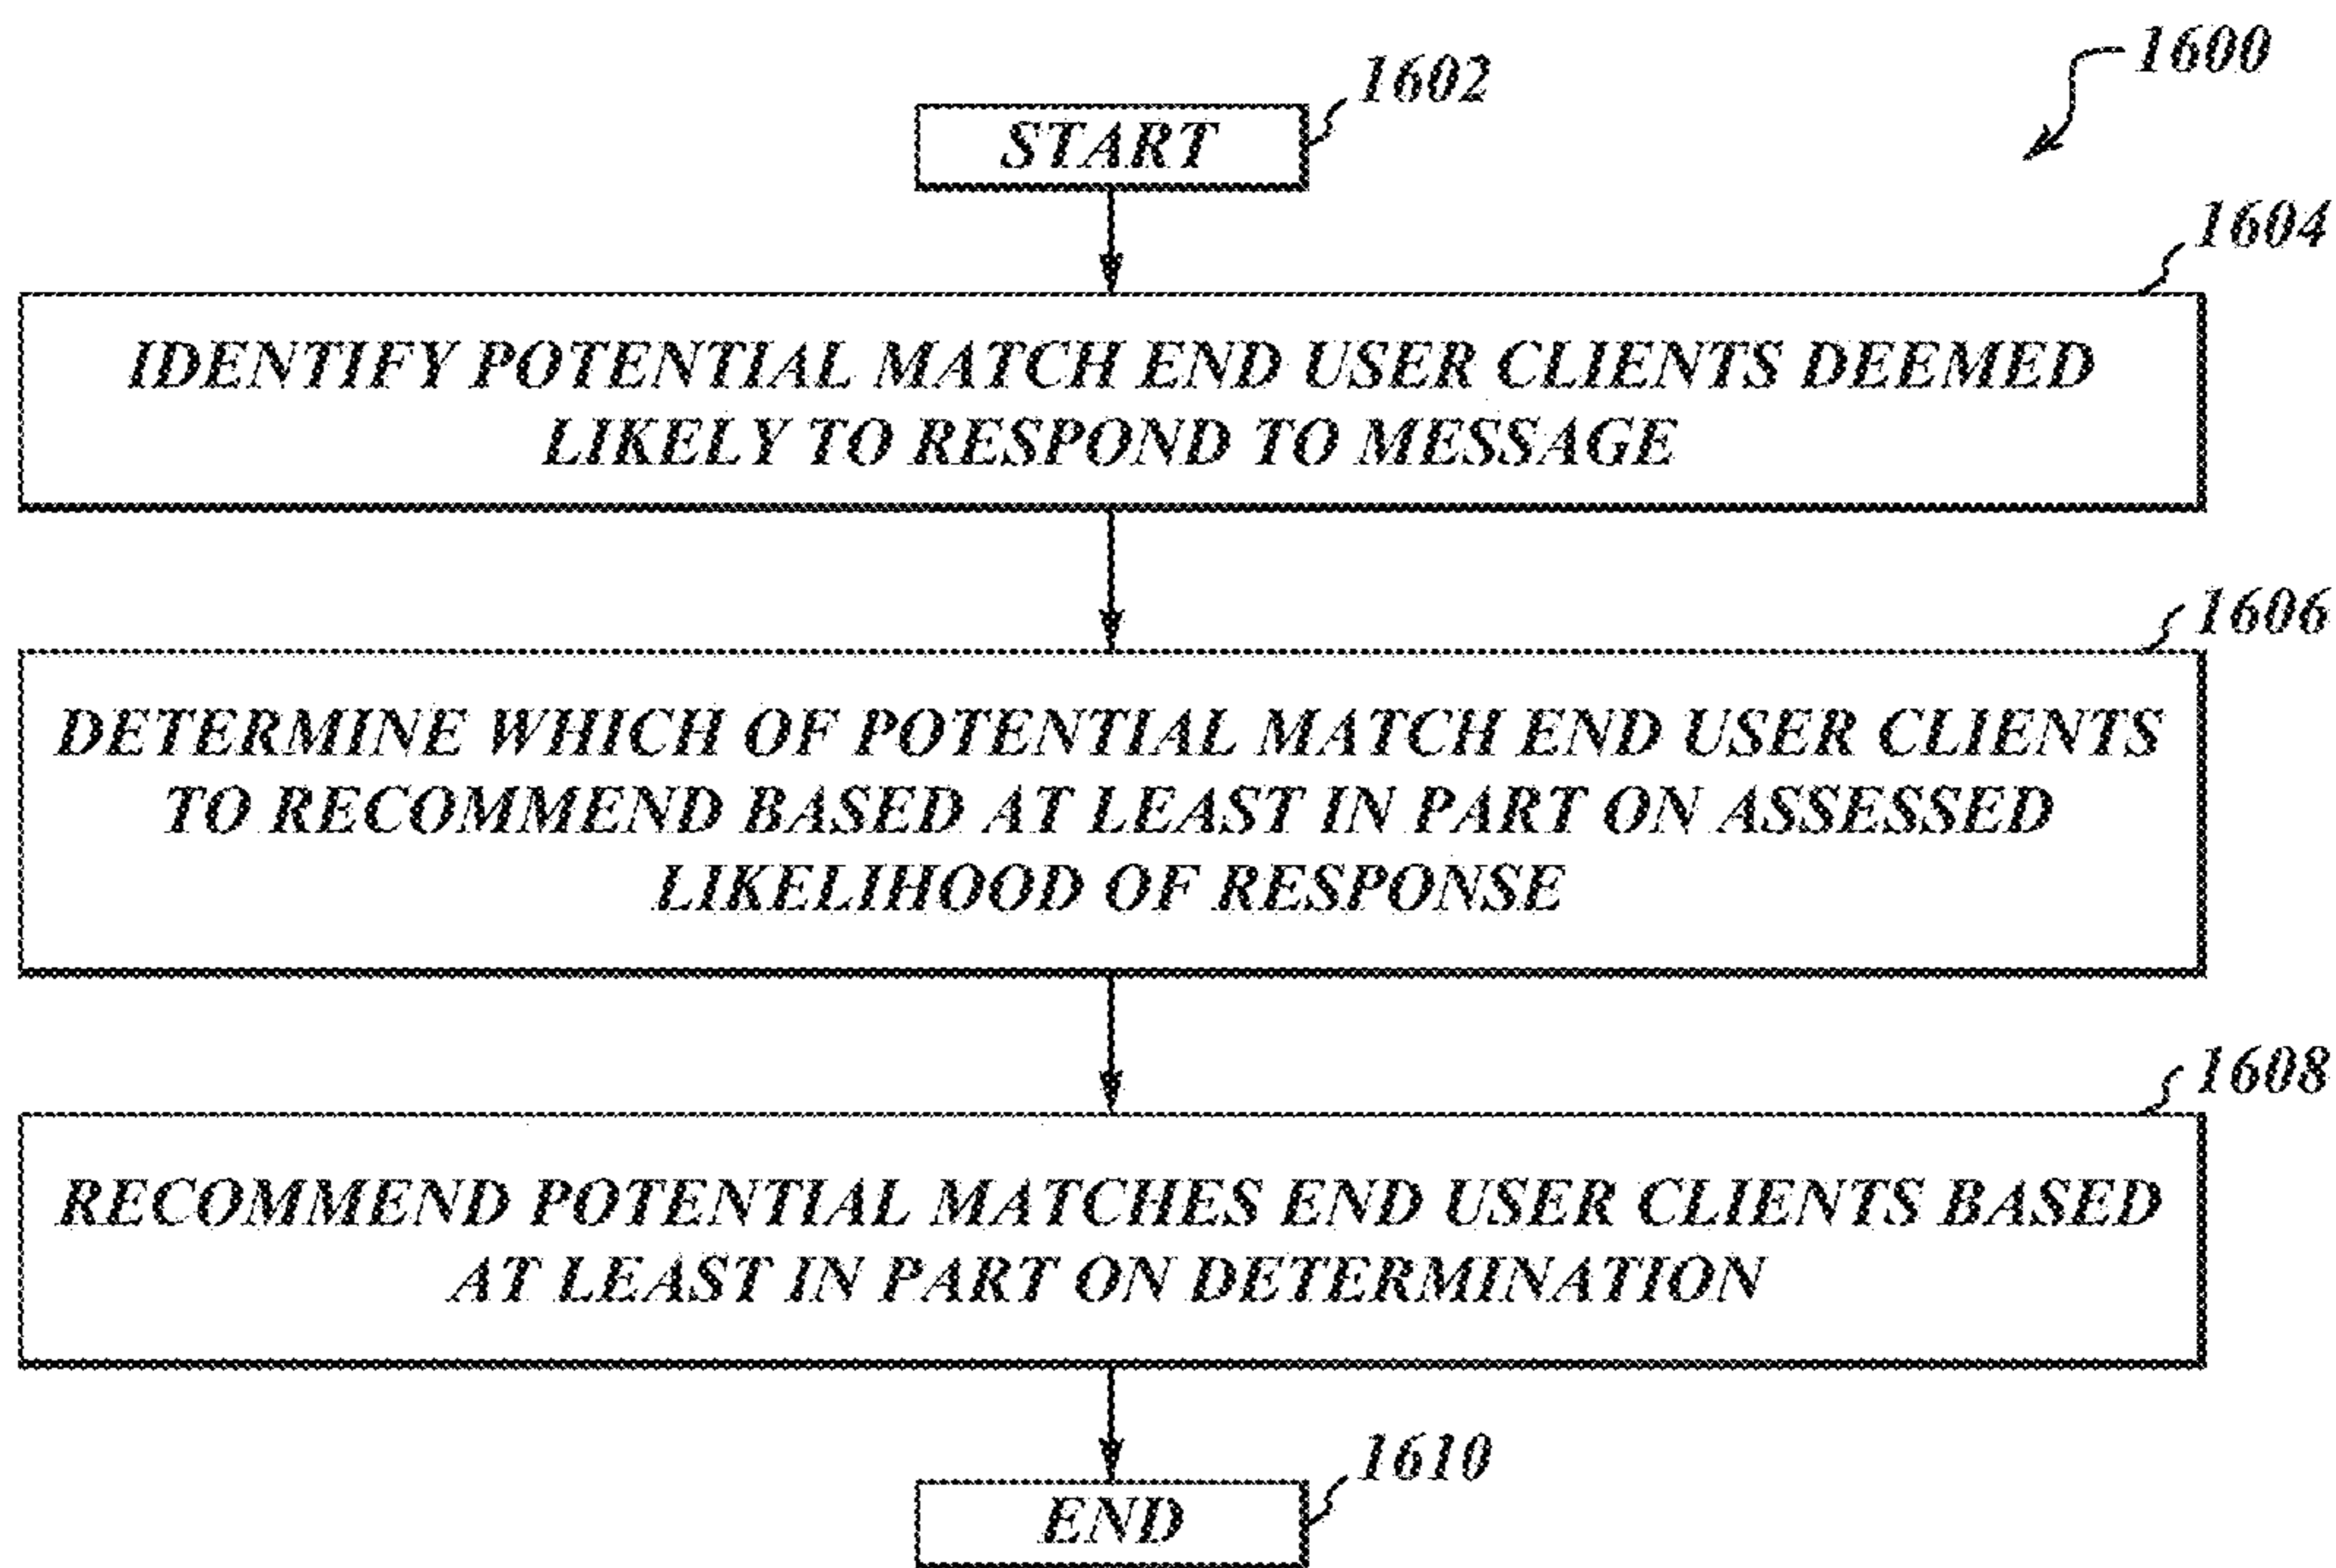 1600
1602
START
1604
IDENTIFY POTENTIAL MATCH END USER CLIENTS DEEMED
LIKELY TO RESPOND TO MESSAGE
1606
DETERMINE WHICH OF POTENTIAL MATCH END USER CLIENTS
TO RECOMMEND BASED AT LEAST IN PART ON ASSESSED
LIKELIHOOD OF RESPONSE
1608
RECOMMEND POTENTIAL MATCHES END USER CLIENTS BASED
AT LEAST IN PART ON DETERMINATION
1610
END